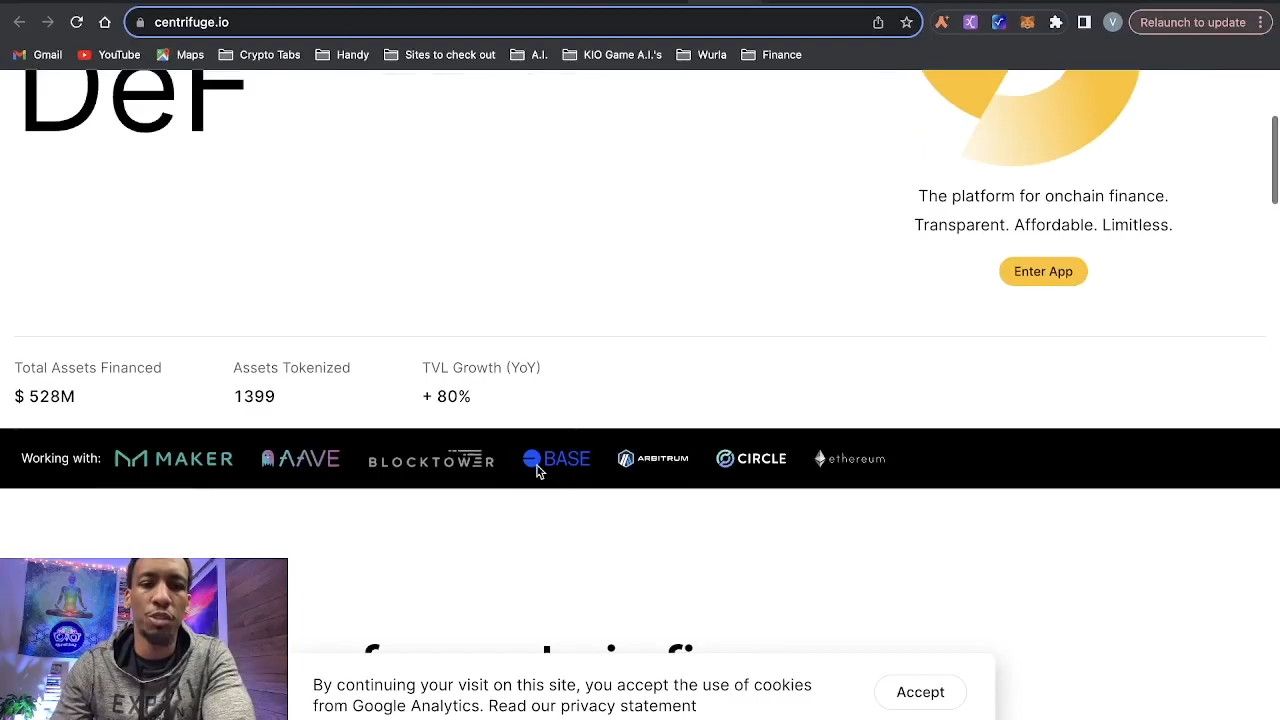 centrifuge.io
Relaunch to update
V
Gmail
YouTube
Maps
Crypto Tabs
Handy
Sites to check out
A.I.
KIO Game A.I.'s
Wurla
Finance
DeF
The platform for onchain finance.
Transparent. Affordable. Limitless.
Enter App
Total Assets Financed
Assets Tokenized
TVL Growth (YoY)
$ 528M
1399
+ 80%
Working with:
MAKER
AAVE
BLOCKTOWER
BASE
ARBITRUM
CIRCLE
ethereum
By continuing your visit on this site, you accept the use of cookies
from Google Analytics. Read our privacy statement
Accept